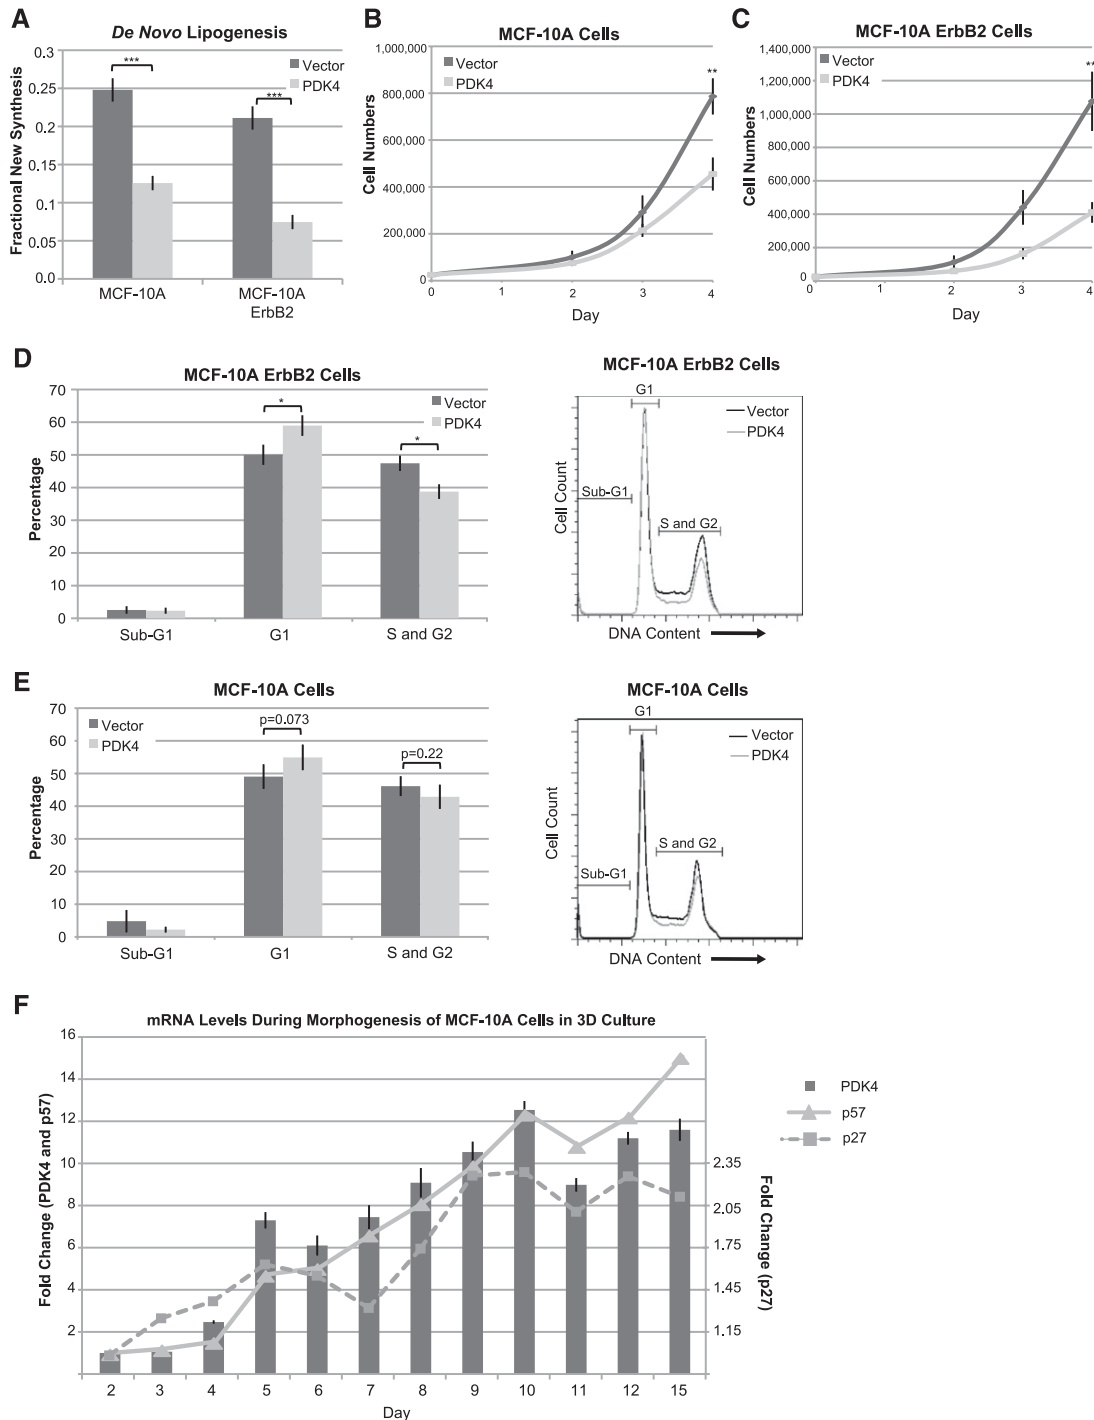 A
De Novo Lipogenesis
Fractional New Synthesis
0.3
0.25
0.2
0.15
0.1
0.05
0.0
***
***
Vector
PDK4
MCF-10A
MCF-10A
ErbB2
B
MCF-10A Cells
Cell Numbers
1,000,000
800,000
600,000
400,000
200,000
0
Vector
PDK4
**
0 1 2 3 4
Day
C
MCF-10A ErbB2 Cells
Cell Numbers
1,400,000
1,200,000
1,000,000
800,000
600,000
400,000
200,000
0
Vector
PDK4
**
0 1 2 3 4
Day
D
MCF-10A ErbB2 Cells
Percentage
70
60
50
40
30
20
10
0
*
*
Vector
PDK4
Sub-G1 G1 S and G2
MCF-10A ErbB2 Cells
G1
Vector
PDK4
Sub-G1
S and G2
Cell Count
DNA Content
E
MCF-10A Cells
Percentage
70
60
50
40
30
20
10
0
Vector
PDK4
p=0.073
p=0.22
Sub-G1 G1 S and G2
MCF-10A Cells
G1
Vector
PDK4
S and G2
Sub-G1
Cell Count
DNA Content
F
mRNA Levels During Morphogenesis of MCF-10A Cells in 3D Culture
Fold Change (PDK4 and p57)
16
14
12
10
8
6
4
2
2.35
2.05
1.75
1.45
1.15
Fold Change (p27)
PDK4
p57
p27
2 3 4 5 6 7 8 9 10 11 12 15
Day